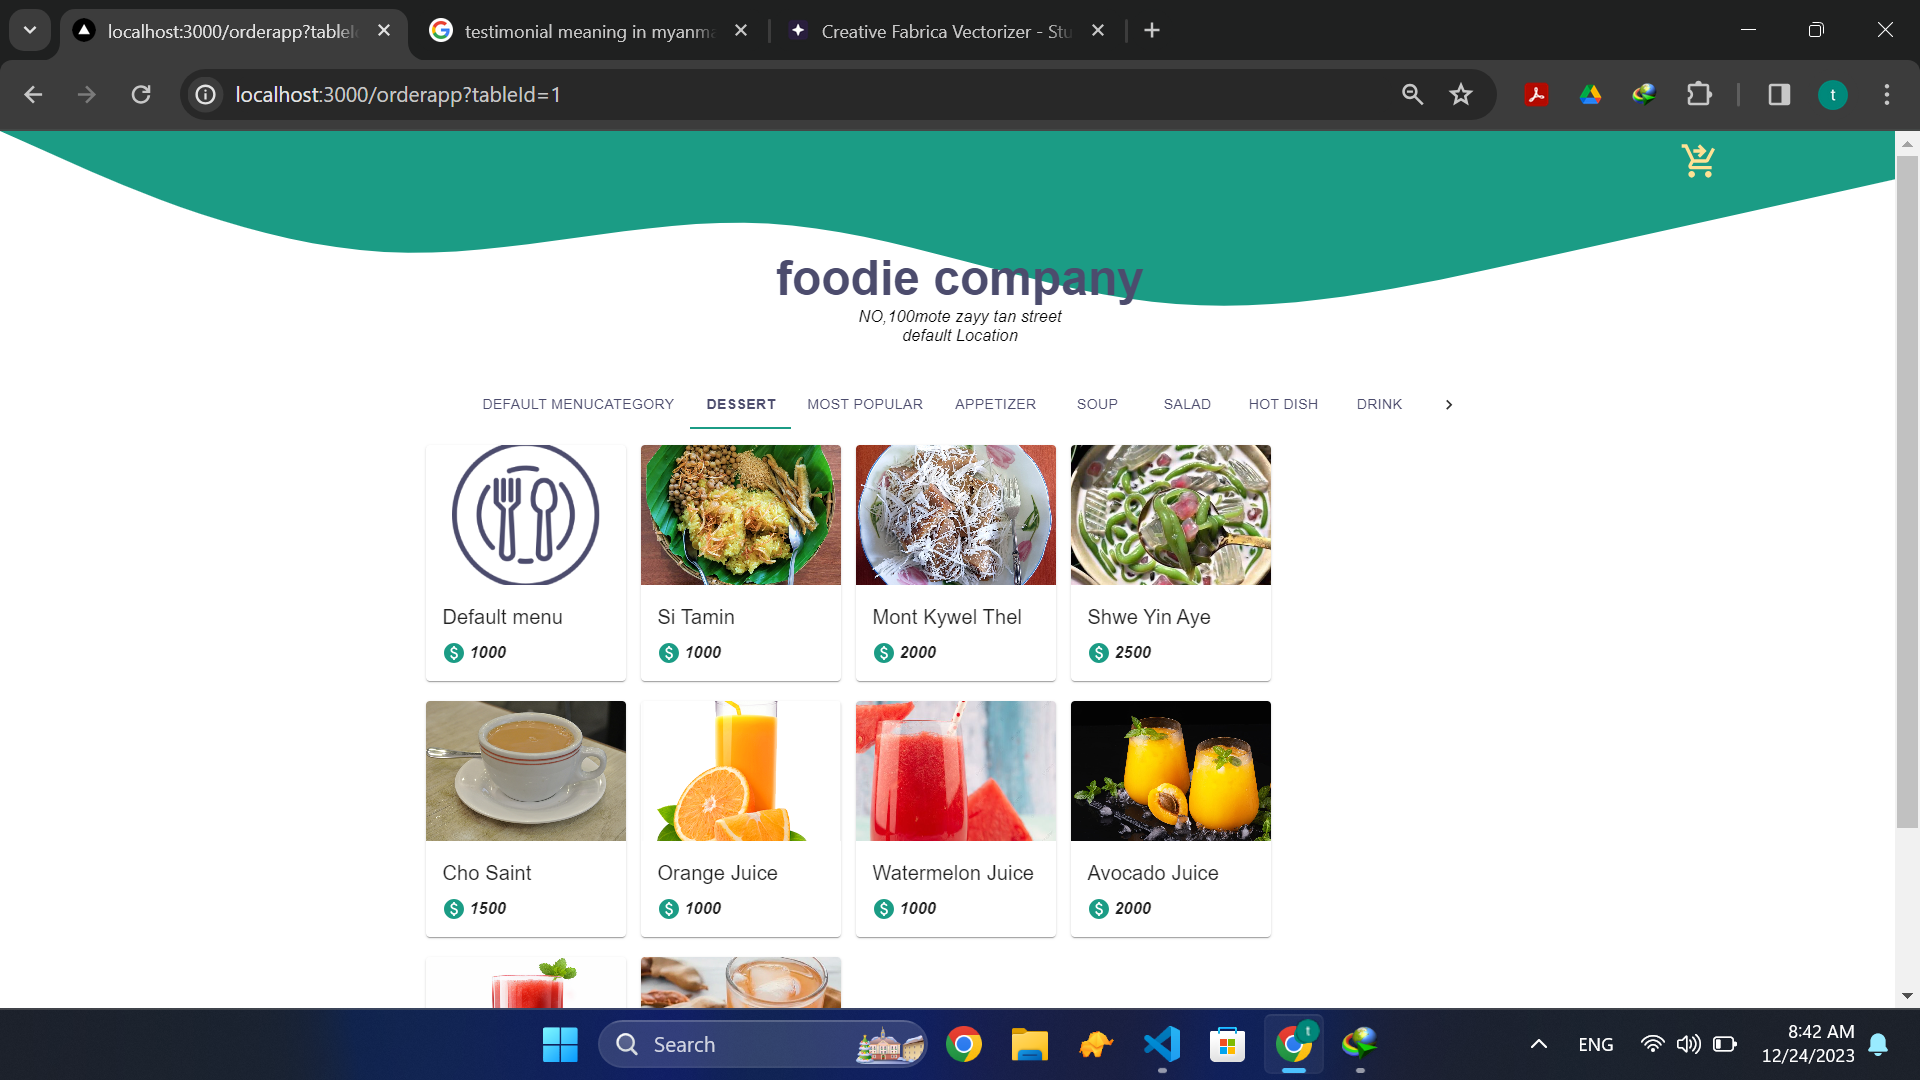 localhost:3000/orderapp?tableI
testimonial meaning in myanma
Creative Fabrica Vectorizer - Stu
localhost:3000/orderapp?tableId=1
t
foodie company
NO,100mote zayy tan street
default Location
DEFAULT MENUCATEGORY DESSERT MOST POPULAR APPETIZER SOUP SALAD HOT DISH DRINK
Default menu
$ 1000
Si Tamin
$ 1000
Mont Kywel Thel
$ 2000
Shwe Yin Aye
$ 2500
Cho Saint
$ 1500
Orange Juice
$ 1000
Watermelon Juice
$ 1000
Avocado Juice
$ 2000
Search
t
ENG
8:42 AM
12/24/2023